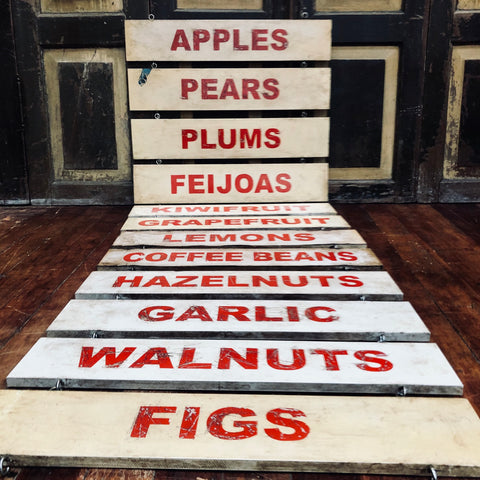 APPLES
PEARS
PLUMS
FEIJOAS
KIWIFRUIT
GRAPEFRUIT
LEMONS
COFFEE BEANS
HAZELNUTS
GARLIC
WALNUTS
FIGS